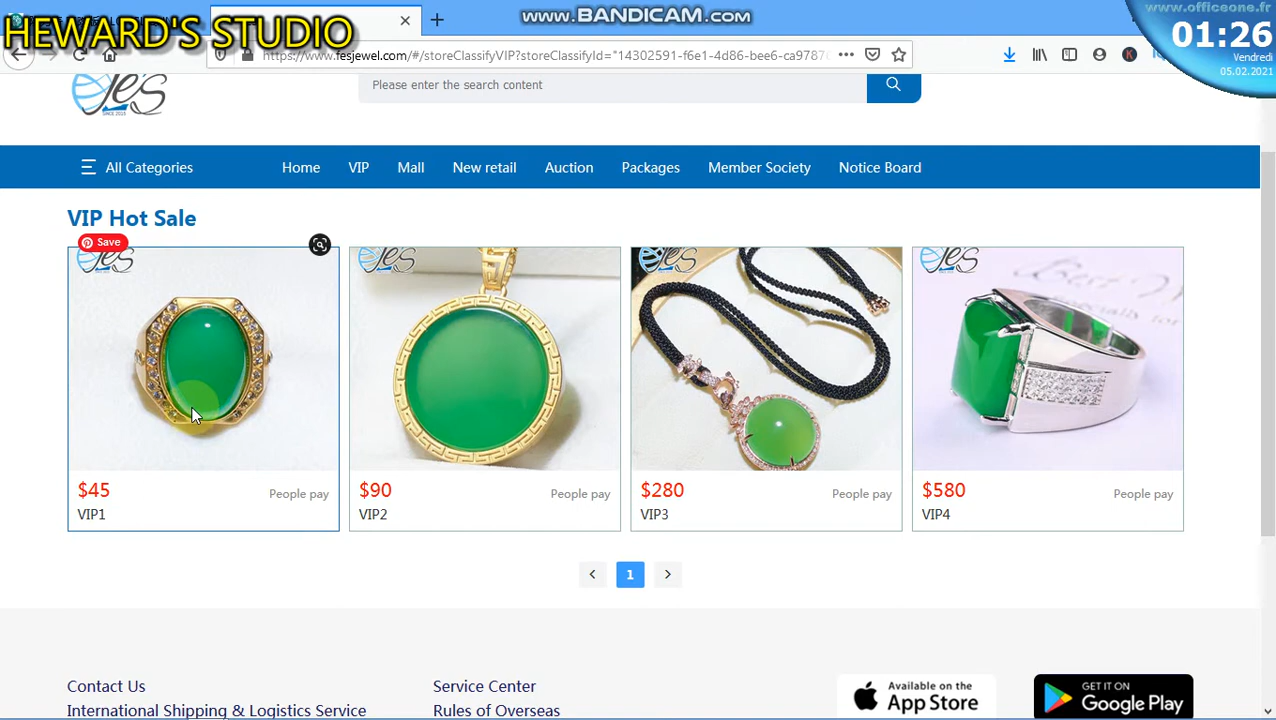 www.officeone.fr
www.BANDICAM.com
HEWARD'S STUDIO
01:26
Vendredi
05.02.2021
https://www.fesjewel.com/#/storeClassifyVIP?storeClassifyId="14302591-f6e1-4d86-bee6-ca9787
SINCE 2015
Please enter the search content
All Categories
Home
VIP
Mall
New retail
Auction
Packages
Member Society
Notice Board
VIP Hot Sale
Save
$45
People pay
VIP1
$90
People pay
VIP2
$280
People pay
VIP3
$580
People pay
VIP4
1
Contact Us
Service Center
International Shipping & Logistics Service
Rules of Overseas
Available on the
App Store
GET IT ON
Google Play